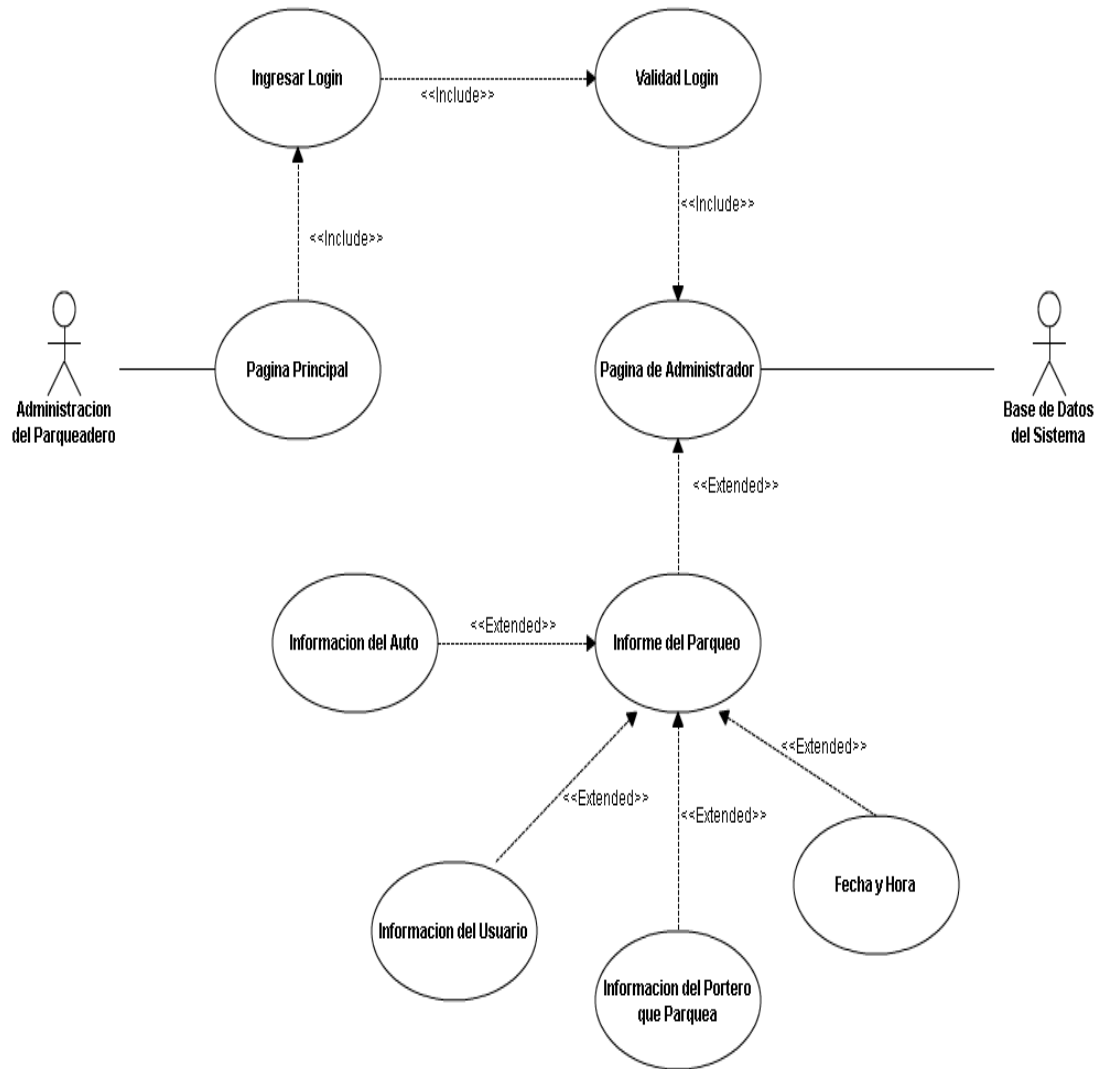 Ingresar Login
Validad Login
<<Include>>
<<Include>>
<<Include>>
Pagina Principal
Pagina de Administrador
Administracion
del Parqueadero
Base de Datos
del Sistema
<<Extended>>
Informacion del Auto
<<Extended>>
Informe del Parqueo
<<Extended>>
<<Extended>>
<<Extended>>
Fecha y Hora
Informacion del Usuario
Informacion del Portero
que Parquea